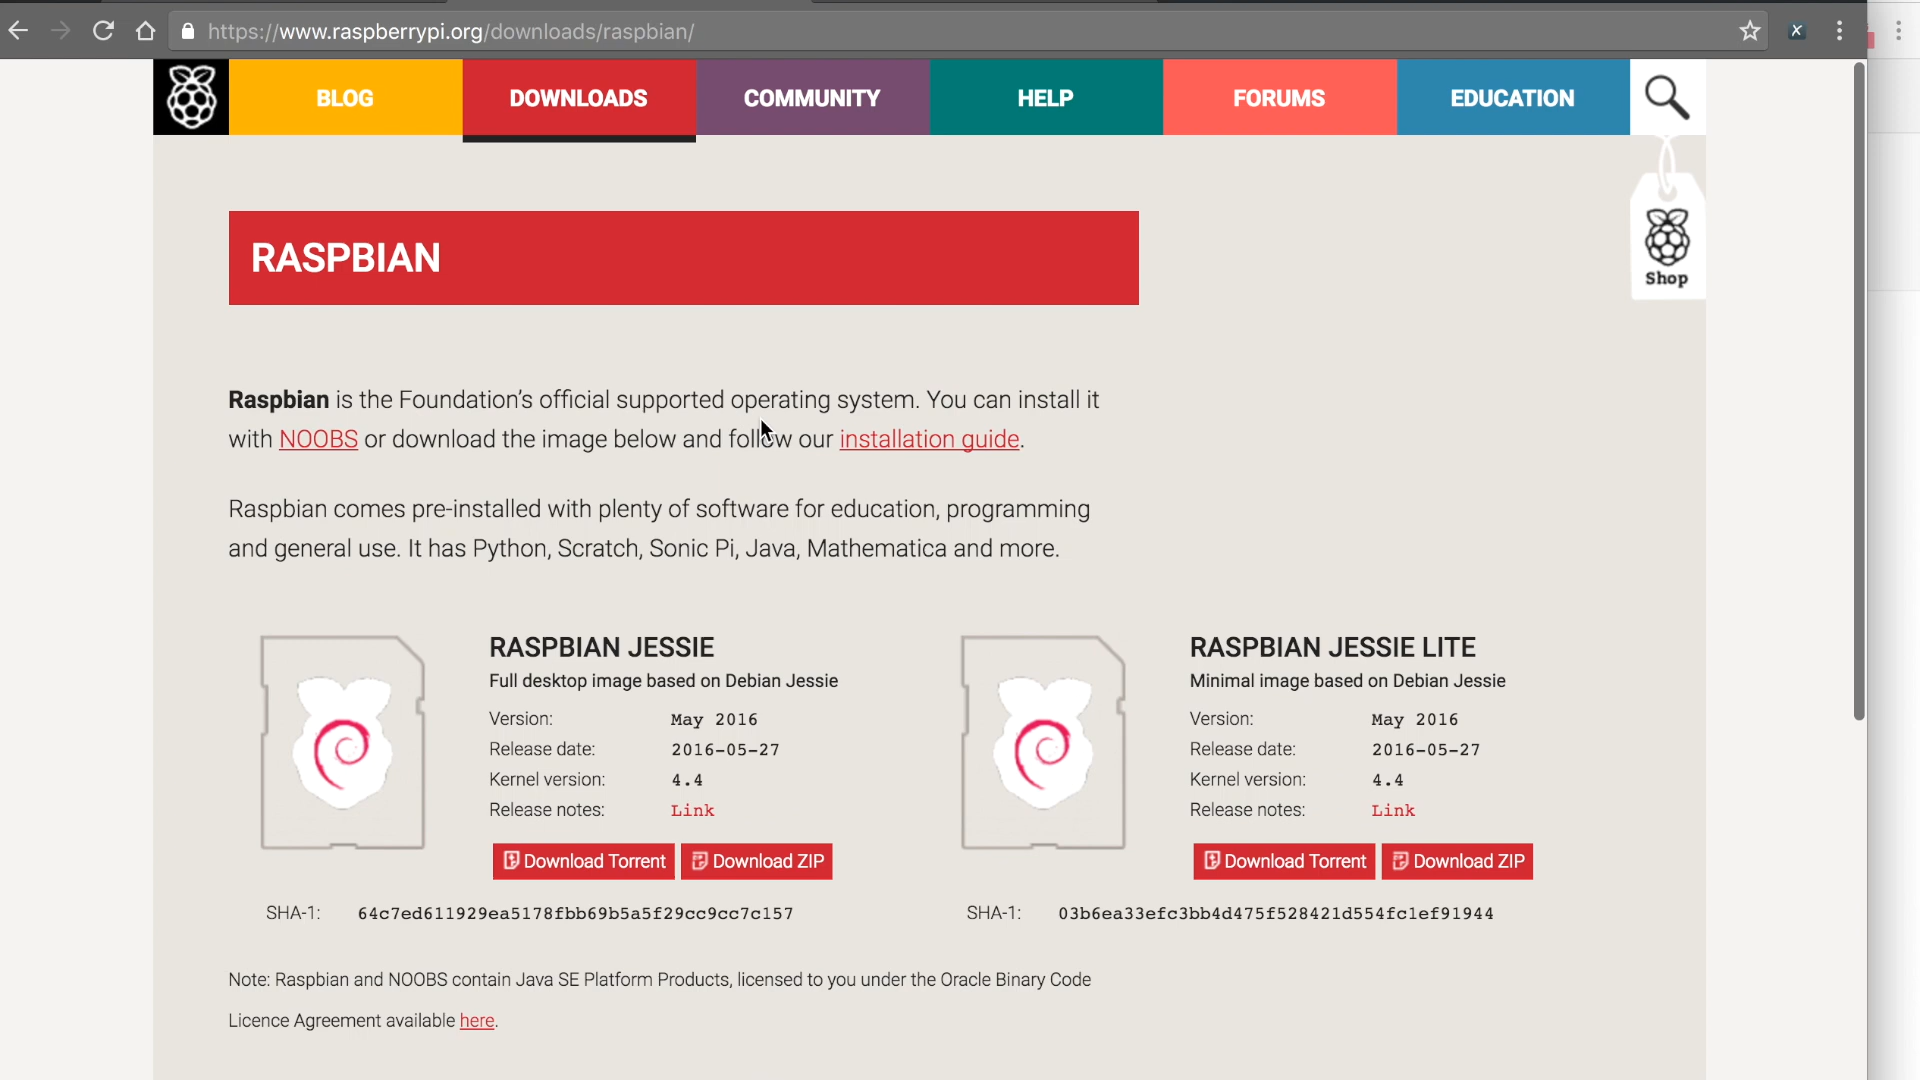 https://www.raspberrypi.org/downloads/raspbian/
BLOG DOWNLOADS COMMUNITY HELP FORUMS EDUCATION
Shop
RASPBIAN
Raspbian is the Foundation's official supported operating system. You can install it
with NOOBS or download the image below and follow our installation guide.
Raspbian comes pre-installed with plenty of software for education, programming
and general use. It has Python, Scratch, Sonic Pi, Java, Mathematica and more.
RASPBIAN JESSIE
Full desktop image based on Debian Jessie
Version: May 2016
Release date: 2016-05-27
Kernel version: 4.4
Release notes: Link
Download Torrent Download ZIP
SHA-1: 64c7ed611929ea5178fbb69b5a5f29cc9cc7c157
RASPBIAN JESSIE LITE
Minimal image based on Debian Jessie
Version: May 2016
Release date: 2016-05-27
Kernel version: 4.4
Release notes: Link
Download Torrent Download ZIP
SHA-1: 03b6ea33efc3bb4d475f528421d554fc1ef91944
Note: Raspbian and NOOBS contain Java SE Platform Products, licensed to you under the Oracle Binary Code
Licence Agreement available here.